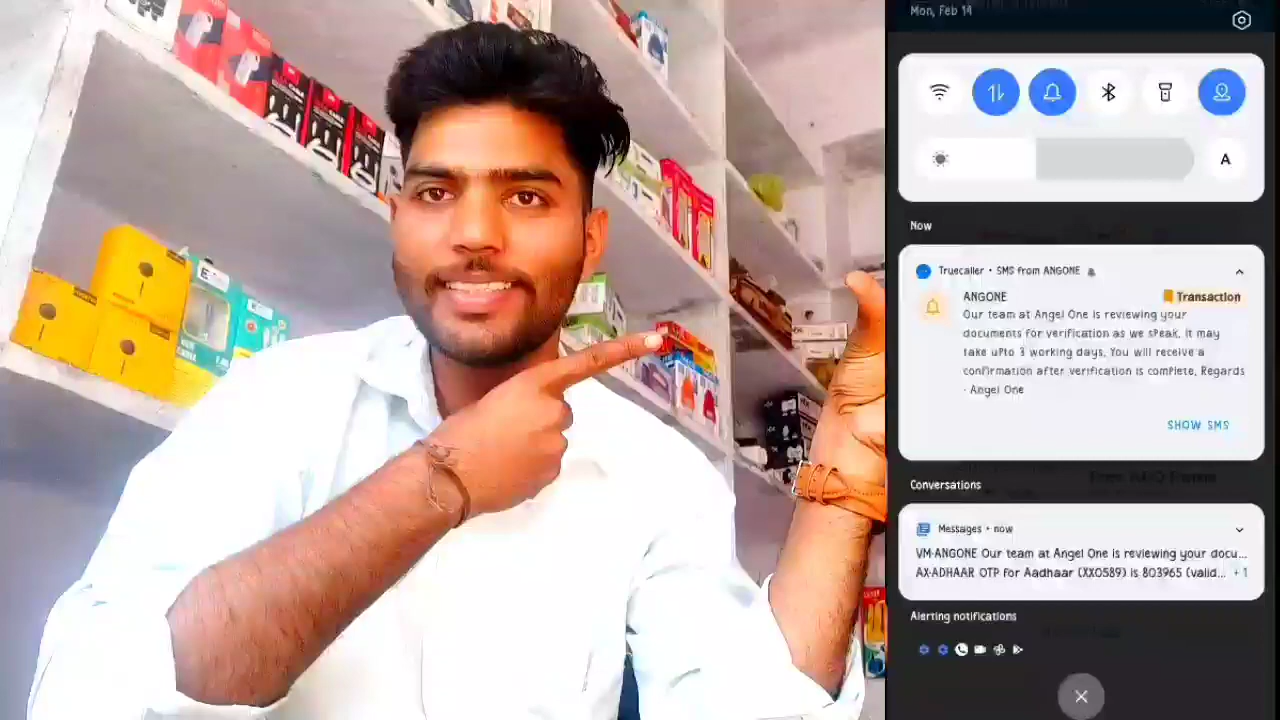 Mon, Feb 14
A
Now
Truecaller • SMS from ANGONE
ANGONE
Transaction
Our team at Angel One is reviewing your
documents for verification as we speak, it may
take upto 3 working days. You will receive a
confirmation after verification is complete. Regards
- Angel One
SHOW SMS
Conversations
Messages • now
VM-ANGONE Our team at Angel One is reviewing your docu...
AX-ADHAAR OTP for Aadhaar (XX0589) is 803965 (valid... + 1
Alerting notifications